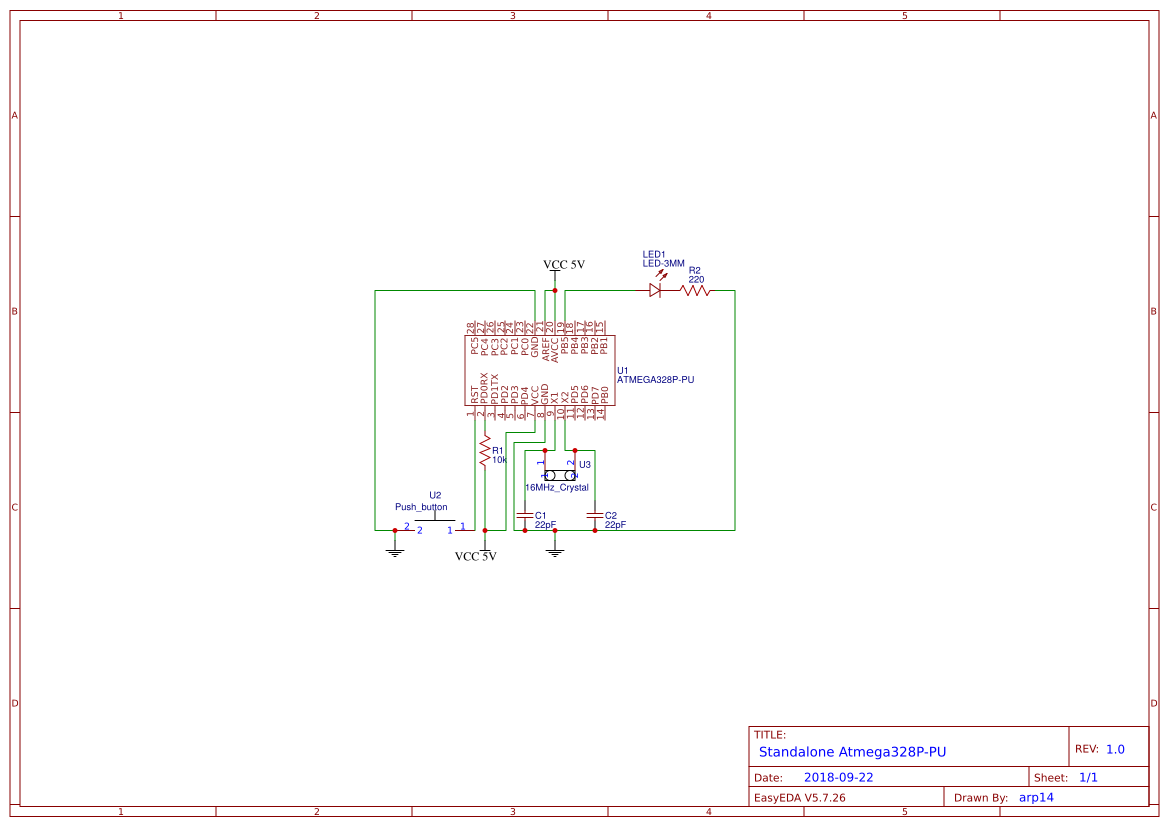 1 2 3 4 5
A A
VCC 5V
LED1
LED-3MM
R2
220
B B
28 27 26 25 24 23 22 21 20 19 18 17 16 15
PC5 PC4 PC3 PC2 PC1 PC0 GND AREF AVCC PB5 PB4 PB3 PB2 PB1
U1
ATMEGA328P-PU
RST PD0RX PD1TX PD2 PD3 PD4 VCC GND X1 X2 PD5 PD6 PD7 PB0
1 2 3 4 5 6 7 8 9 10 11 12 13 14
R1
10k
1 2
U3
1 2
16MHz_Crystal
U2
Push_button
C C
C1
22pF
C2
22pF
2 1
2 1
VCC 5V
D D
TITLE:
Standalone Atmega328P-PU
REV: 1.0
Date: 2018-09-22
Sheet: 1/1
EasyEDA V5.7.26
Drawn By: arp14
1 2 3 4 5